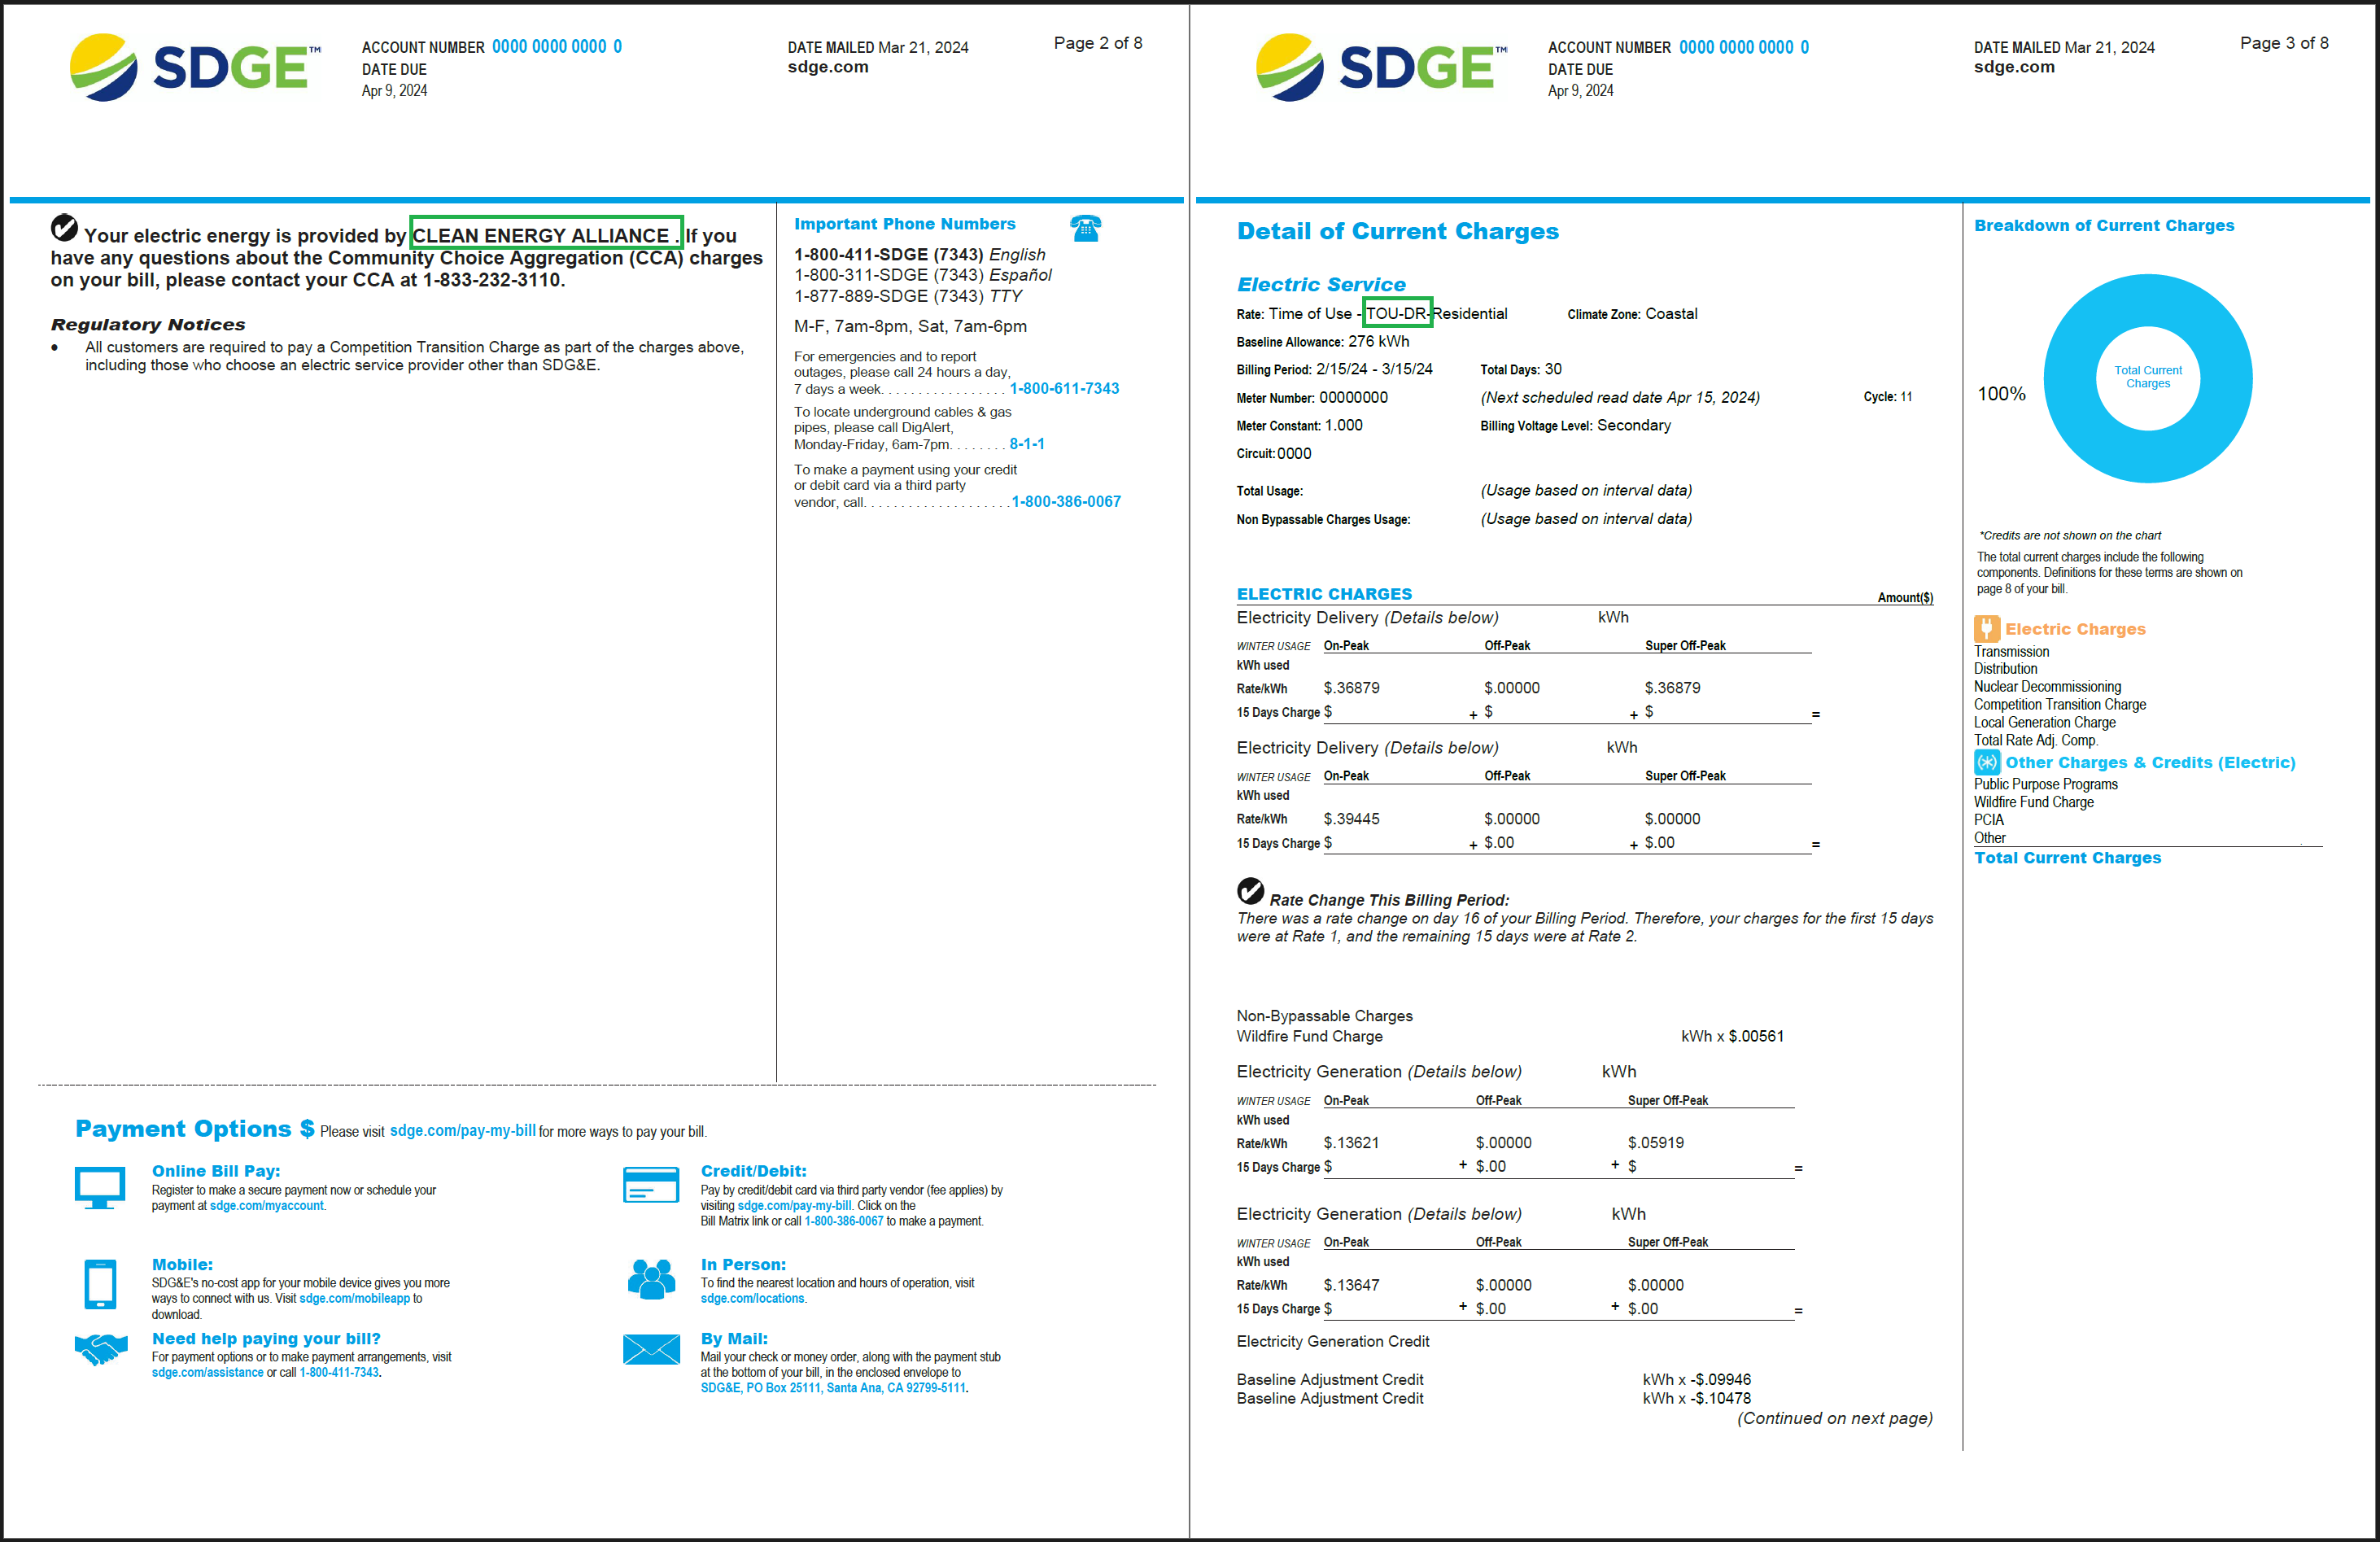 SDGE™
ACCOUNT NUMBER 0000 0000 0000 0
DATE DUE
Apr 9, 2024
DATE MAILED Mar 21, 2024
sdge.com
Page 2 of 8
Your electric energy is provided by CLEAN ENERGY ALLIANCE . If you
have any questions about the Community Choice Aggregation (CCA) charges
on your bill, please contact your CCA at 1-833-232-3110.
Regulatory Notices
• All customers are required to pay a Competition Transition Charge as part of the charges above,
including those who choose an electric service provider other than SDG&E.
Important Phone Numbers
1-800-411-SDGE (7343) English
1-800-311-SDGE (7343) Español
1-877-889-SDGE (7343) TTY
M-F, 7am-8pm, Sat, 7am-6pm
For emergencies and to report
outages, please call 24 hours a day,
7 days a week. . . . . . . . . . . . . . . . . 1-800-611-7343
To locate underground cables & gas
pipes, please call DigAlert,
Monday-Friday, 6am-7pm. . . . . . . . 8-1-1
To make a payment using your credit
or debit card via a third party
vendor, call. . . . . . . . . . . . . . . . . . . . 1-800-386-0067
Payment Options $ Please visit sdge.com/pay-my-bill for more ways to pay your bill.
Online Bill Pay:
Register to make a secure payment now or schedule your
payment at sdge.com/myaccount.
Credit/Debit:
Pay by credit/debit card via third party vendor (fee applies) by
visiting sdge.com/pay-my-bill. Click on the
Bill Matrix link or call 1-800-386-0067 to make a payment.
Mobile:
SDG&E's no-cost app for your mobile device gives you more
ways to connect with us. Visit sdge.com/mobileapp to
download.
In Person:
To find the nearest location and hours of operation, visit
sdge.com/locations.
Need help paying your bill?
For payment options or to make payment arrangements, visit
sdge.com/assistance or call 1-800-411-7343.
By Mail:
Mail your check or money order, along with the payment stub
at the bottom of your bill, in the enclosed envelope to
SDG&E, PO Box 25111, Santa Ana, CA 92799-5111.
SDGE™
ACCOUNT NUMBER 0000 0000 0000 0
DATE DUE
Apr 9, 2024
DATE MAILED Mar 21, 2024
sdge.com
Page 3 of 8
Detail of Current Charges
Electric Service
Rate: Time of Use - TOU-DR-Residential Climate Zone: Coastal
Baseline Allowance: 276 kWh
Billing Period: 2/15/24 - 3/15/24 Total Days: 30
Meter Number: 00000000 (Next scheduled read date Apr 15, 2024) Cycle: 11
Meter Constant: 1.000 Billing Voltage Level: Secondary
Circuit: 0000
Total Usage: (Usage based on interval data)
Non Bypassable Charges Usage: (Usage based on interval data)
ELECTRIC CHARGES Amount($)
Electricity Delivery (Details below) kWh
WINTER USAGE On-Peak Off-Peak Super Off-Peak
kWh used
Rate/kWh $.36879 $.00000 $.36879
15 Days Charge $ + $ + $ =
Electricity Delivery (Details below) kWh
WINTER USAGE On-Peak Off-Peak Super Off-Peak
kWh used
Rate/kWh $.39445 $.00000 $.00000
15 Days Charge $ + $.00 + $.00 =
Rate Change This Billing Period:
There was a rate change on day 16 of your Billing Period. Therefore, your charges for the first 15 days
were at Rate 1, and the remaining 15 days were at Rate 2.
Non-Bypassable Charges
Wildfire Fund Charge kWh x $.00561
Electricity Generation (Details below) kWh
WINTER USAGE On-Peak Off-Peak Super Off-Peak
kWh used
Rate/kWh $.13621 $.00000 $.05919
15 Days Charge $ + $.00 + $ =
Electricity Generation (Details below) kWh
WINTER USAGE On-Peak Off-Peak Super Off-Peak
kWh used
Rate/kWh $.13647 $.00000 $.00000
15 Days Charge $ + $.00 + $.00 =
Electricity Generation Credit
Baseline Adjustment Credit kWh x -$.09946
Baseline Adjustment Credit kWh x -$.10478
(Continued on next page)
Breakdown of Current Charges
100%
Total Current
Charges
*Credits are not shown on the chart
The total current charges include the following
components. Definitions for these terms are shown on
page 8 of your bill.
Electric Charges
Transmission
Distribution
Nuclear Decommissioning
Competition Transition Charge
Local Generation Charge
Total Rate Adj. Comp.
Other Charges & Credits (Electric)
Public Purpose Programs
Wildfire Fund Charge
PCIA
Other
Total Current Charges